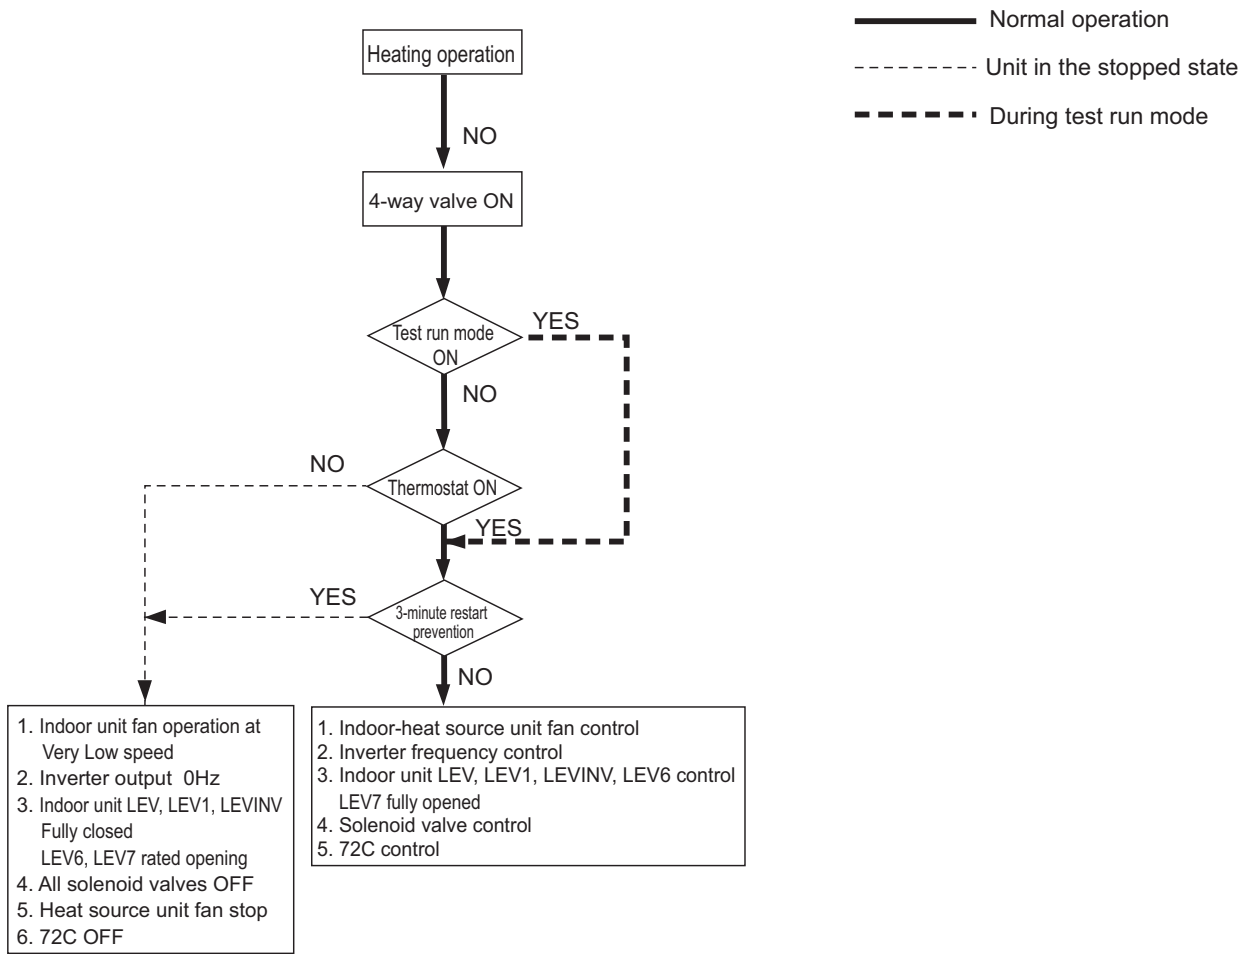 Normal operation
Unit in the stopped state
During test run mode
Heating operation
NO
4-way valve ON
Test run mode
ON
YES
NO
Thermostat ON
NO
YES
3-minute restart
prevention
YES
NO
1. Indoor unit fan operation at
Very Low speed
2. Inverter output 0Hz
3. Indoor unit LEV, LEV1, LEVINV
Fully closed
LEV6, LEV7 rated opening
4. All solenoid valves OFF
5. Heat source unit fan stop
6. 72C OFF
1. Indoor-heat source unit fan control
2. Inverter frequency control
3. Indoor unit LEV, LEV1, LEVINV, LEV6 control
LEV7 fully opened
4. Solenoid valve control
5. 72C control